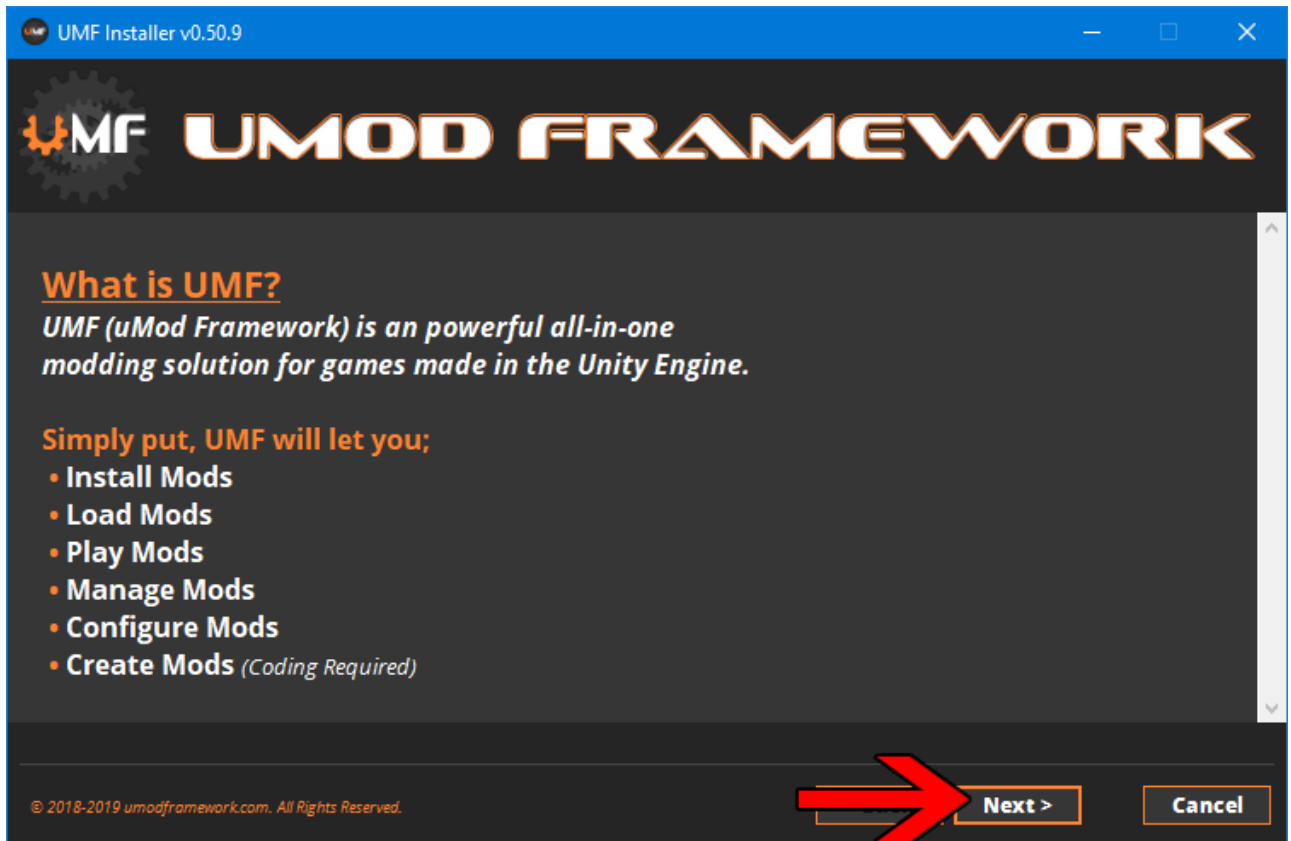 UMF Installer v0.50.9
UMF UMOD FRAMEWORK
What is UMF?
UMF (uMod Framework) is an powerful all-in-one
modding solution for games made in the Unity Engine.
Simply put, UMF will let you;
• Install Mods
• Load Mods
• Play Mods
• Manage Mods
• Configure Mods
• Create Mods (Coding Required)
© 2018-2019 umodframework.com. All Rights Reserved.
Next >
Cancel